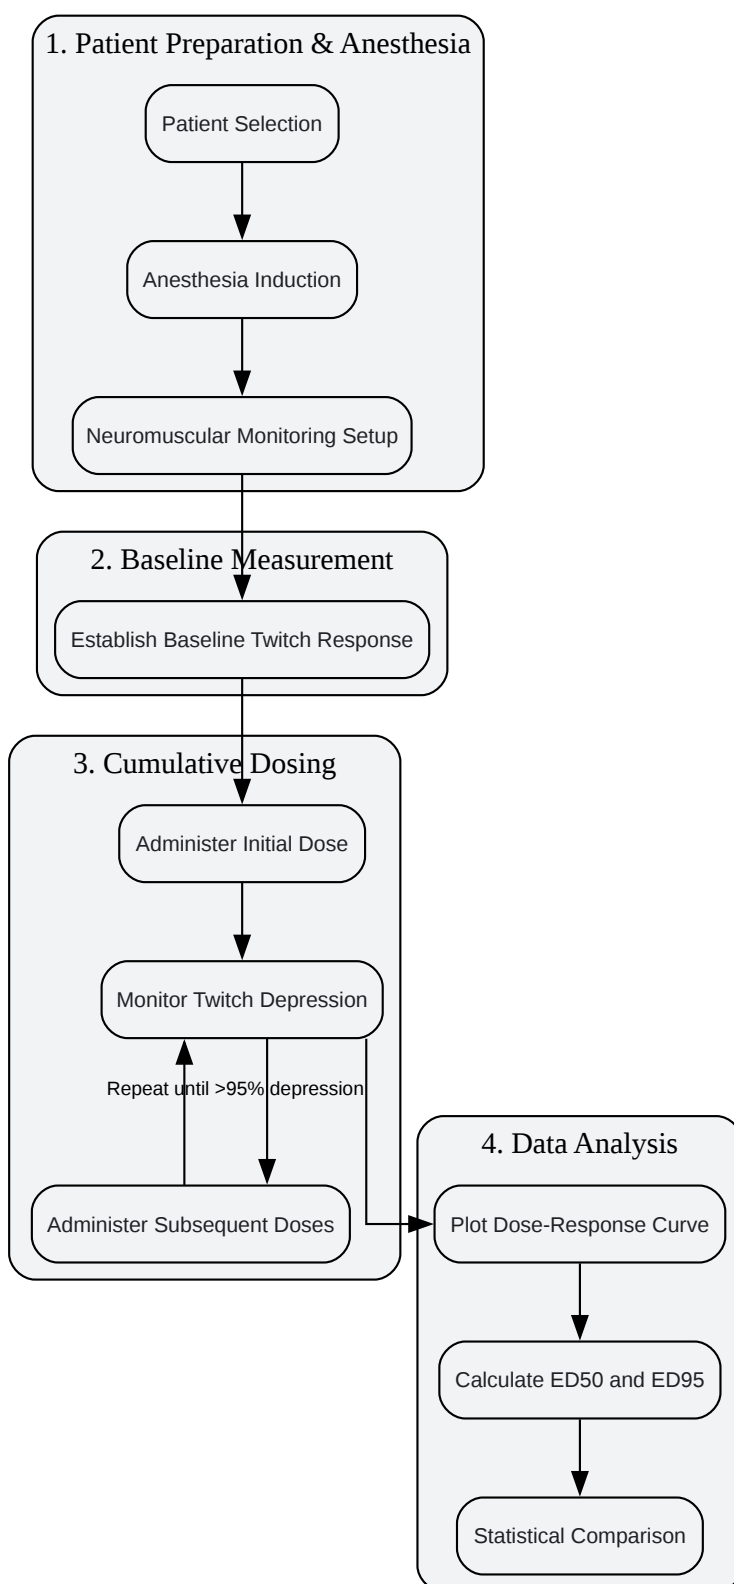 1. Patient Preparation & Anesthesia
Patient Selection
Anesthesia Induction
Neuromuscular Monitoring Setup
2. Baseline Measurement
Establish Baseline Twitch Response
3. Cumulative Dosing
Administer Initial Dose
Monitor Twitch Depression
Repeat until >95% depression
Administer Subsequent Doses
4. Data Analysis
Plot Dose-Response Curve
Calculate ED50 and ED95
Statistical Comparison